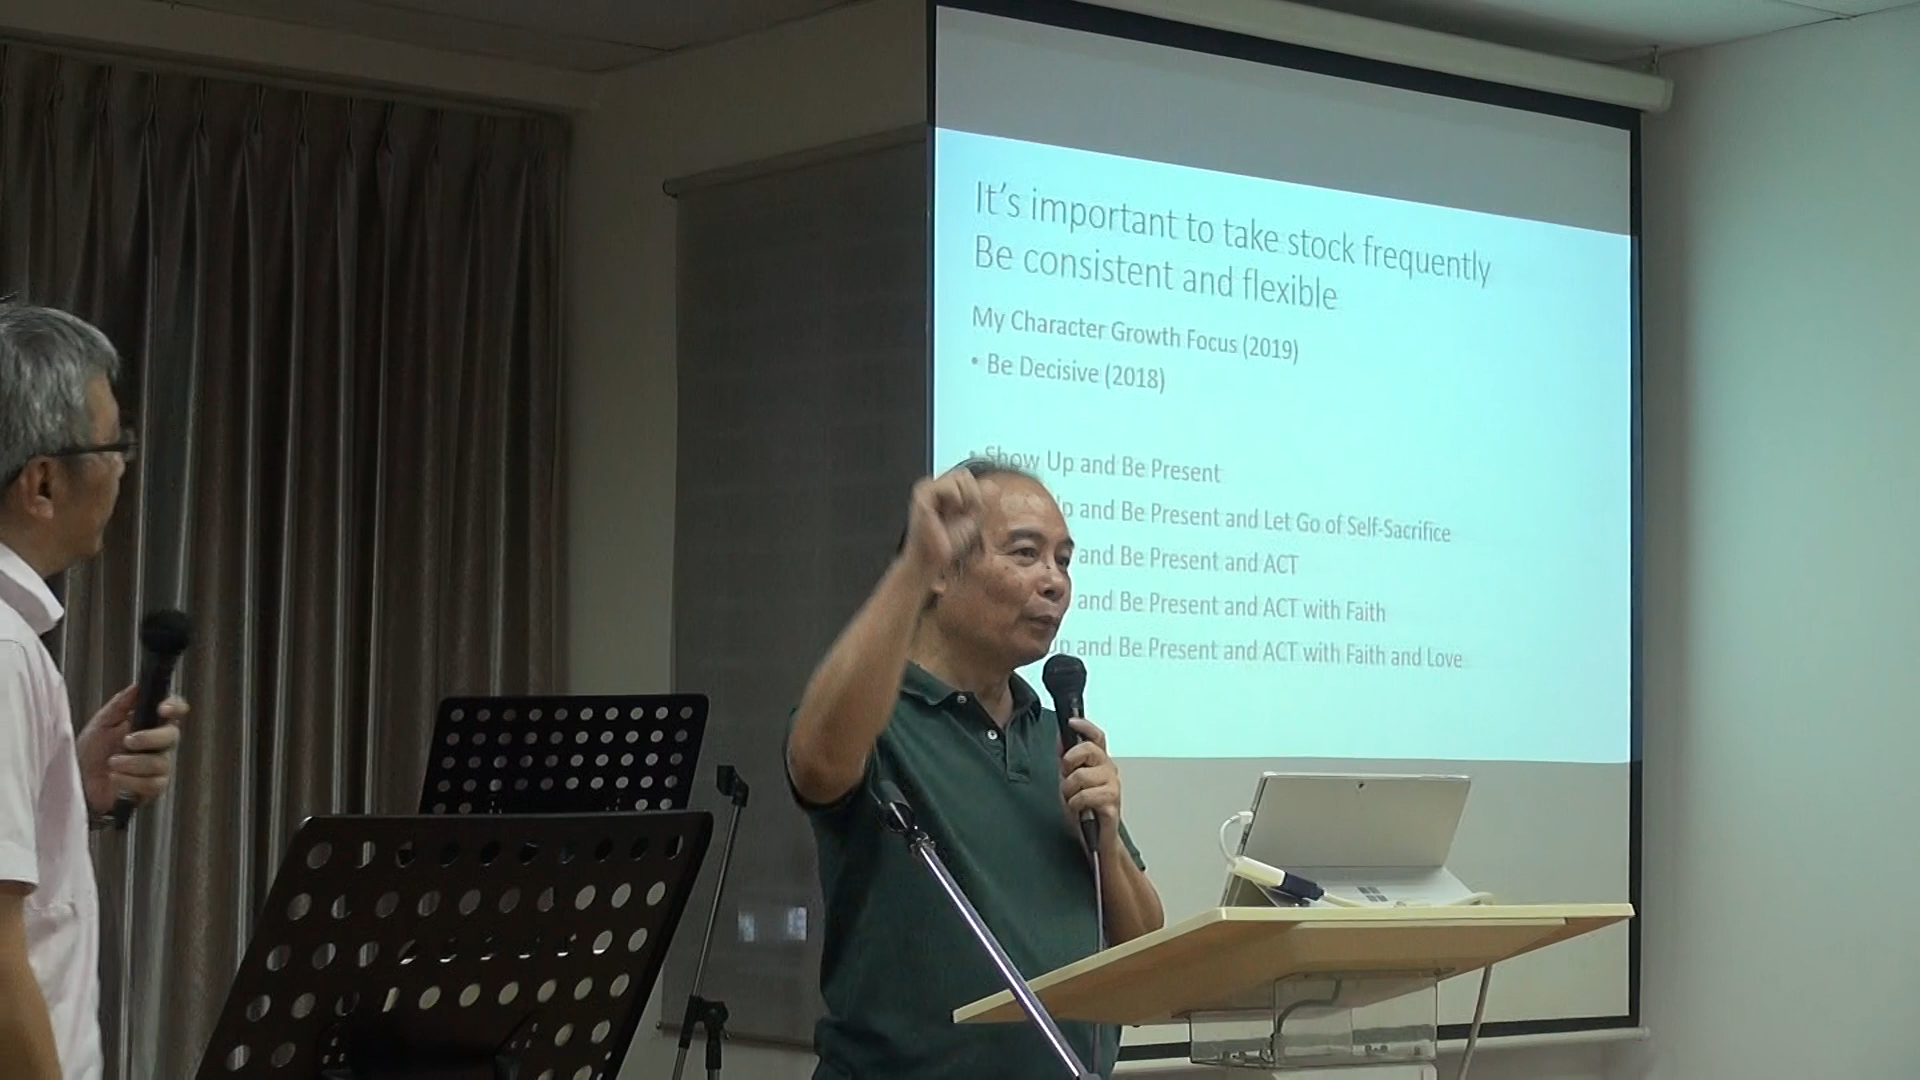 It's important to take stock frequently
Be consistent and flexible
My Character Growth Focus (2019)
• Be Decisive (2018)
• Show Up and Be Present
and Be Present and Let Go of Self-Sacrifice
and Be Present and ACT
and Be Present and ACT with Faith
and Be Present and ACT with Faith and Love